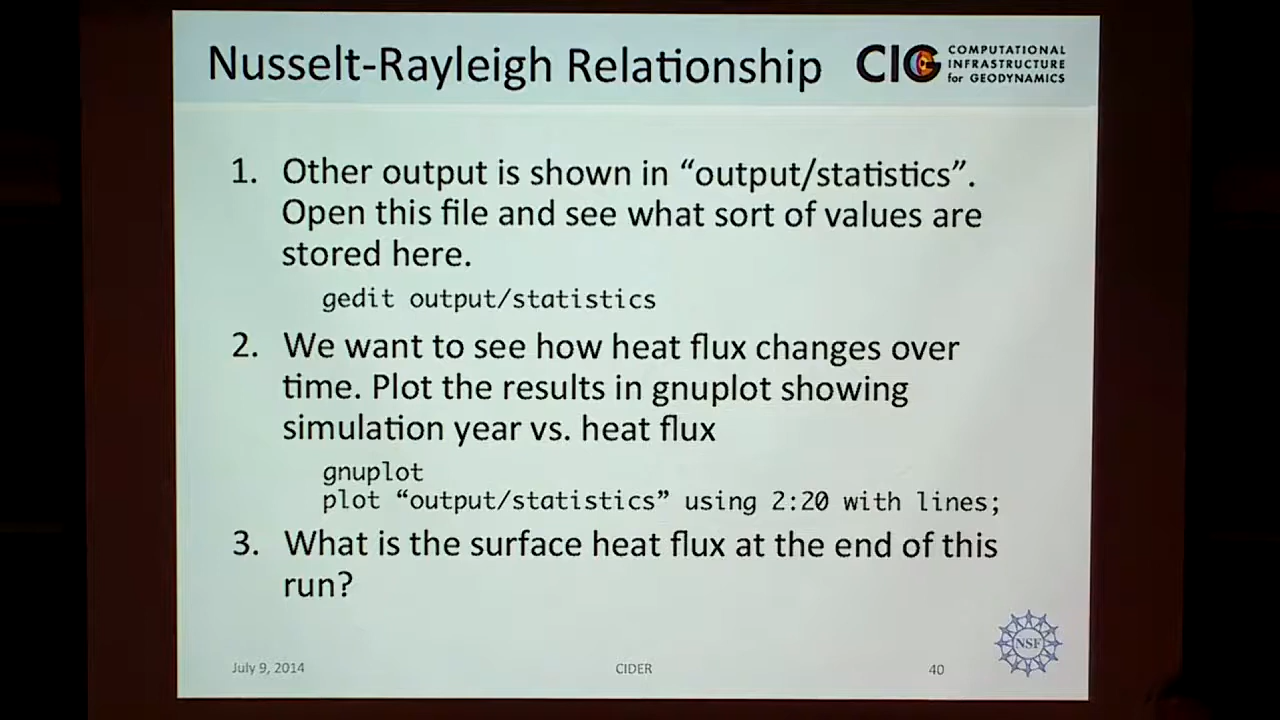 Nusselt-Rayleigh Relationship
CIG
COMPUTATIONAL
INFRASTRUCTURE
for GEODYNAMICS
1. Other output is shown in “output/statistics”.
Open this file and see what sort of values are
stored here.
gedit output/statistics
2. We want to see how heat flux changes over
time. Plot the results in gnuplot showing
simulation year vs. heat flux
gnuplot
plot “output/statistics” using 2:20 with lines;
3. What is the surface heat flux at the end of this
run?
NSF
July 9, 2014
CIDER
40